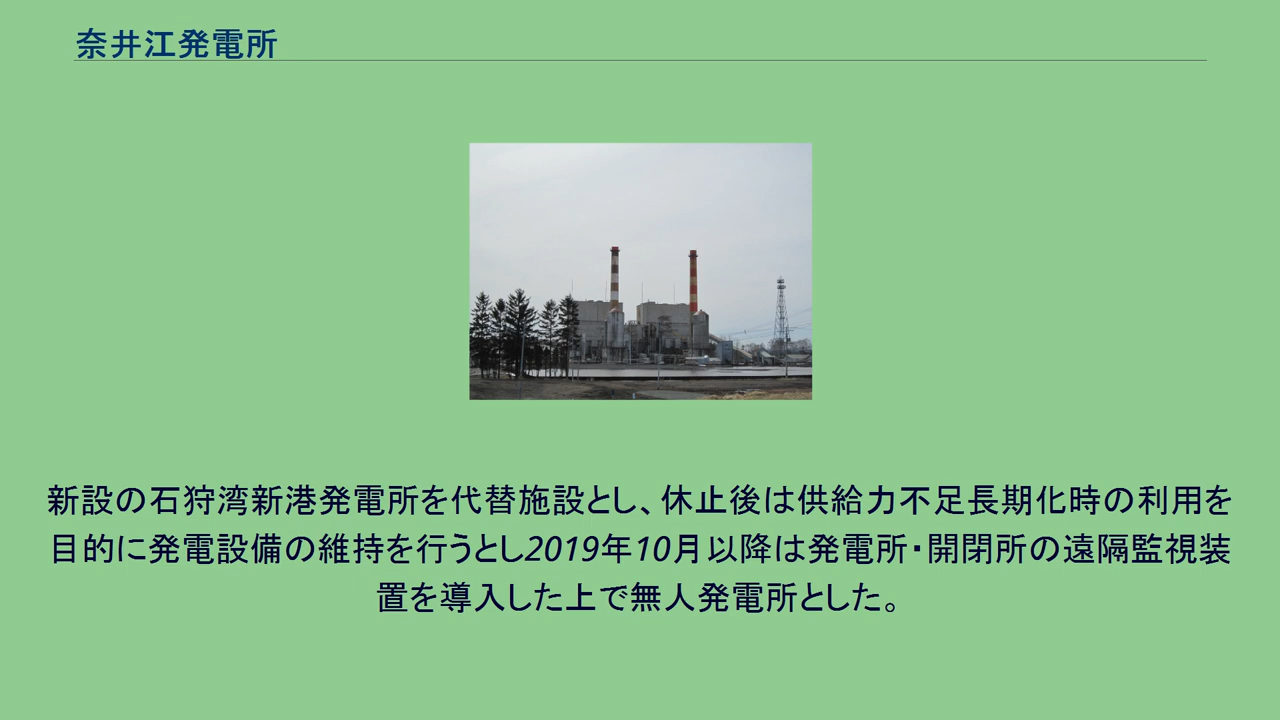 奈井江発電所
新設の石狩湾新港発電所を代替施設とし、休止後は供給力不足長期化時の利用を
目的に発電設備の維持を行うとし2019年10月以降は発電所・開閉所の遠隔監視装
置を導入した上で無人発電所とした。